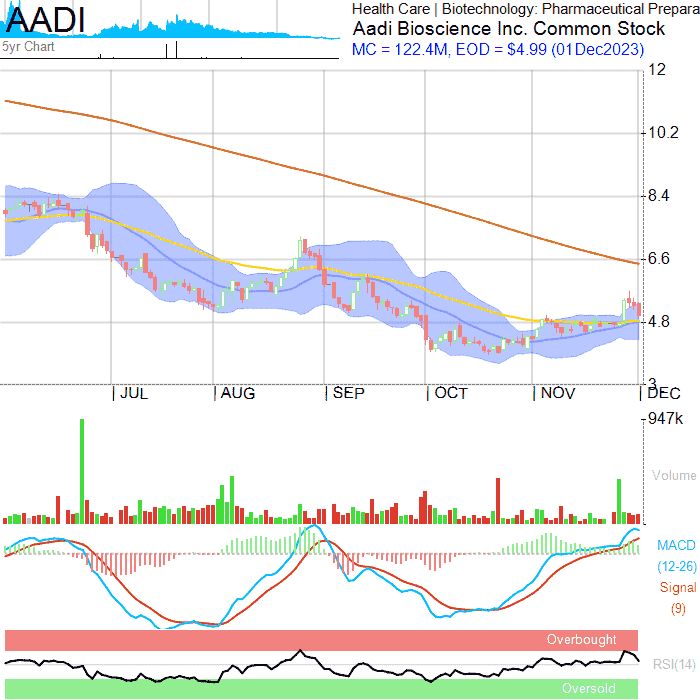 AADI
5yr Chart
Health Care | Biotechnology: Pharmaceutical Prepara
Aadi Bioscience Inc. Common Stock
MC = 122.4M, EOD = $4.99 (01Dec2023)
12
10.2
8.4
6.6
4.8
3
JUL AUG SEP OCT NOV DEC
947k
Volume
MACD
(12-26)
Signal
(9)
Overbought
RSI(14)
Oversold